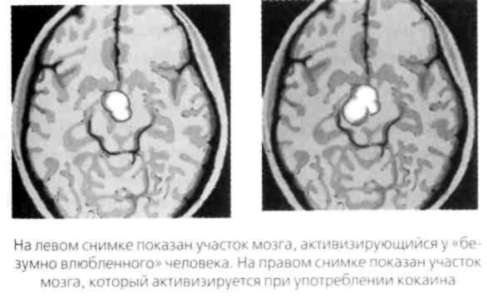 На левом снимке показан участок мозга, активизирующийся у «бе-
зумно влюбленного» человека. На правом снимке показан участок
мозга, который активизируется при употреблении кокаина